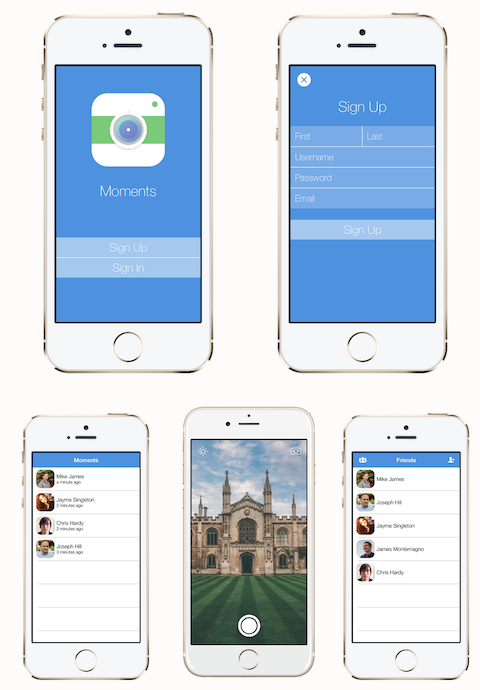 Moments
Sign Up
Sign In
Sign Up
First Last
Username
Password
Email
Sign Up
Moments
Mike James
a minute ago
Jayme Singleton
2 minutes ago
Chris Hardy
2 minutes ago
Joseph Hill
3 minutes ago
Friends
Mike James
Joseph Hill
Jayme Singleton
James Montemagno
Chris Hardy